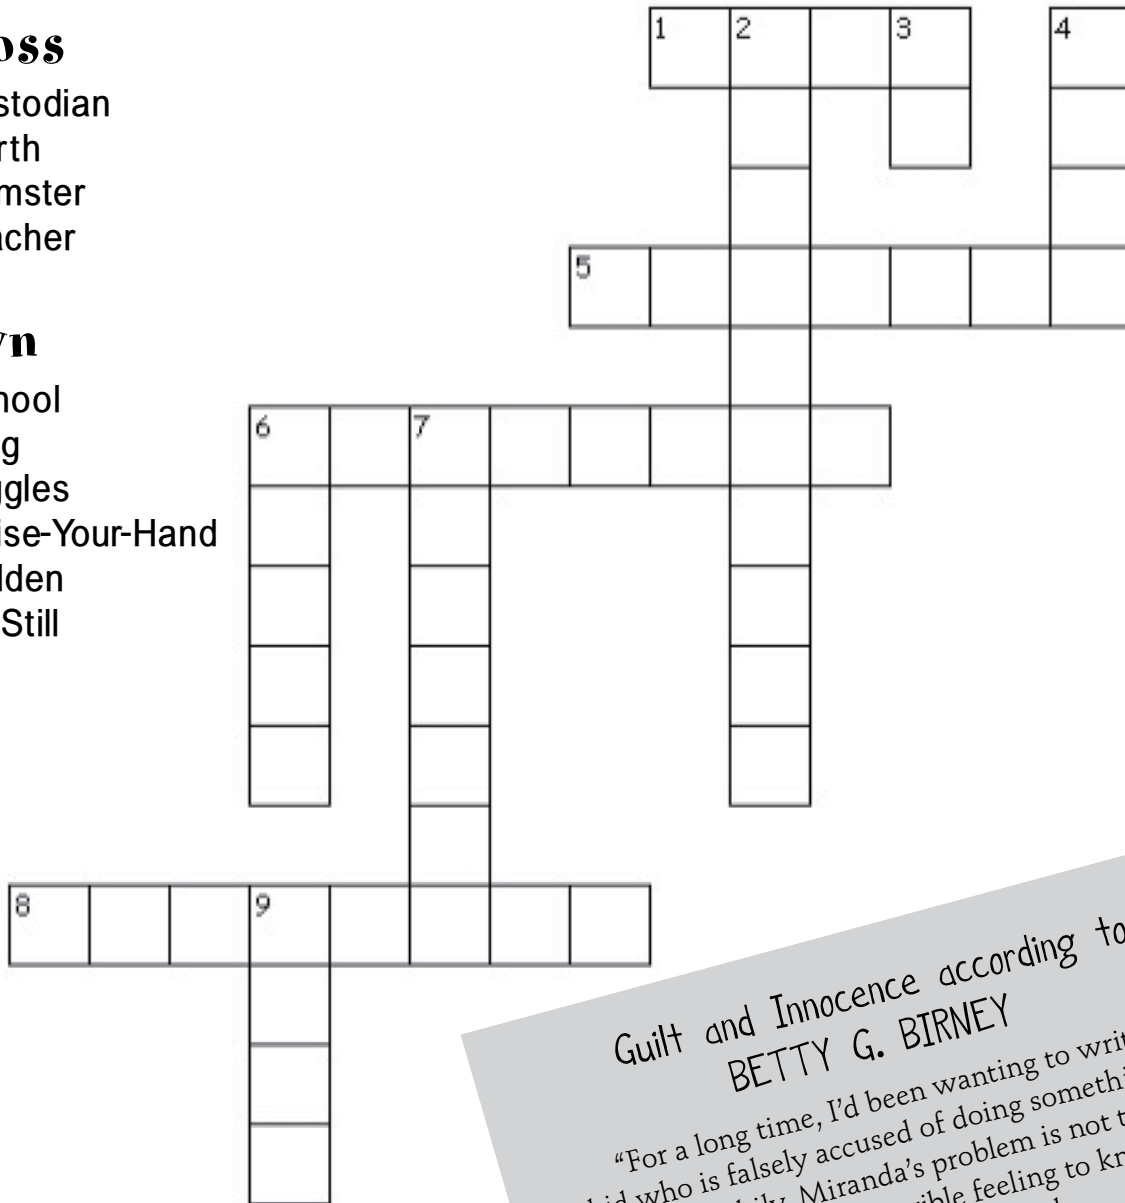 oss
stodian
rth
mster
acher
vn
hool
g
ggles
ise-Your-Hand
lden
Still
1 2 3 4
5
6 7
8 9
Guilt and Innocence according to
BETTY G. BIRNEY
“For a long time, I’d been wanting to writ
kid who is falsely accused of doing somethi
Miranda’s problem is not t
ible feeling to kn